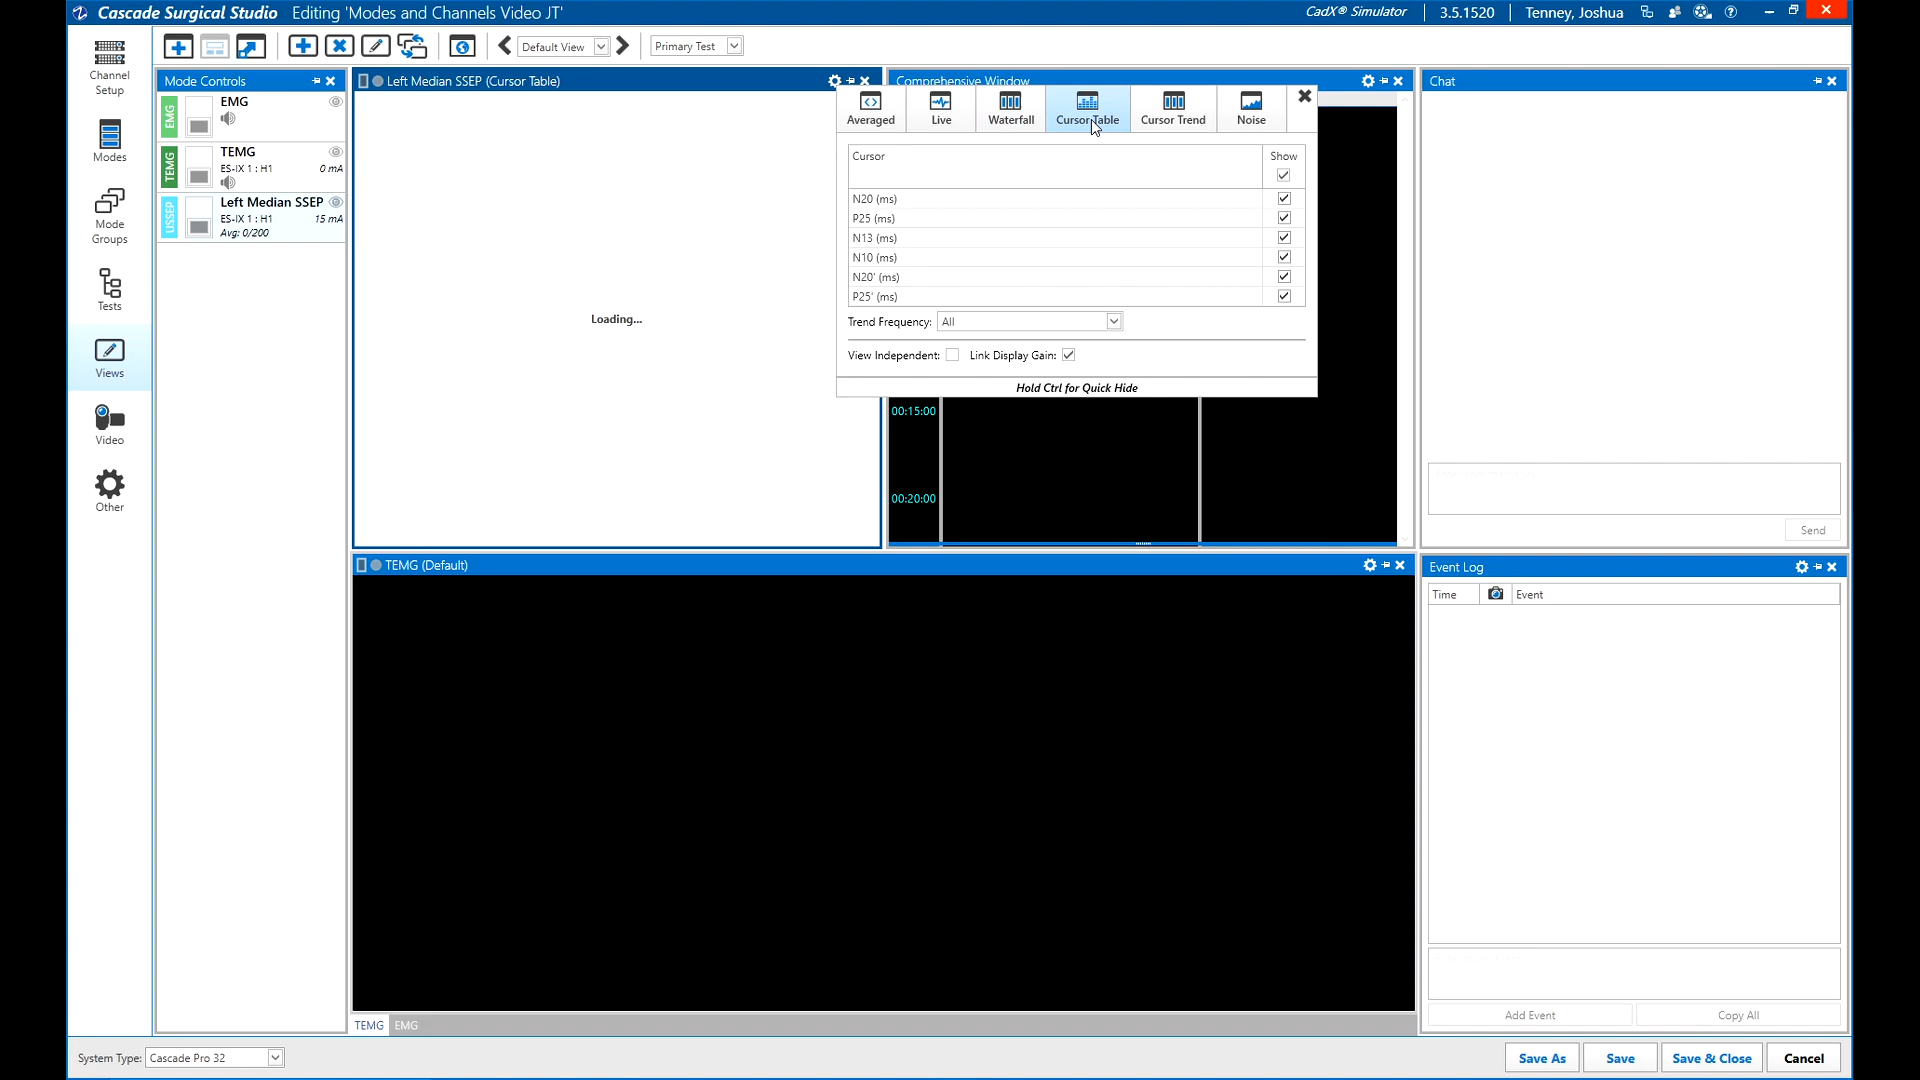 Cascade Surgical Studio Editing 'Modes and Channels Video JT'
CadX® Simulator 3.5.1520 Tenney, Joshua
Default View
Primary Test
Channel
Setup
Modes
Mode
Groups
Tests
Views
Video
Other
Mode Controls
EMG
EMG
TEMG
TEMG
ES-IX 1 : H1 0 mA
USSEP
Left Median SSEP
ES-IX 1 : H1 15 mA
Avg: 0/200
Left Median SSEP (Cursor Table)
Loading...
Comprehensive Window
Averaged Live Waterfall Cursor Table Cursor Trend Noise
Cursor Show
N20 (ms)
P25 (ms)
N13 (ms)
N10 (ms)
N20' (ms)
P25' (ms)
Trend Frequency: All
View Independent: Link Display Gain:
Hold Ctrl for Quick Hide
00:15:00
00:20:00
Chat
Send
TEMG (Default)
TEMG EMG
Event Log
Time Event
Add Event Copy All
System Type: Cascade Pro 32
Save As Save Save & Close Cancel